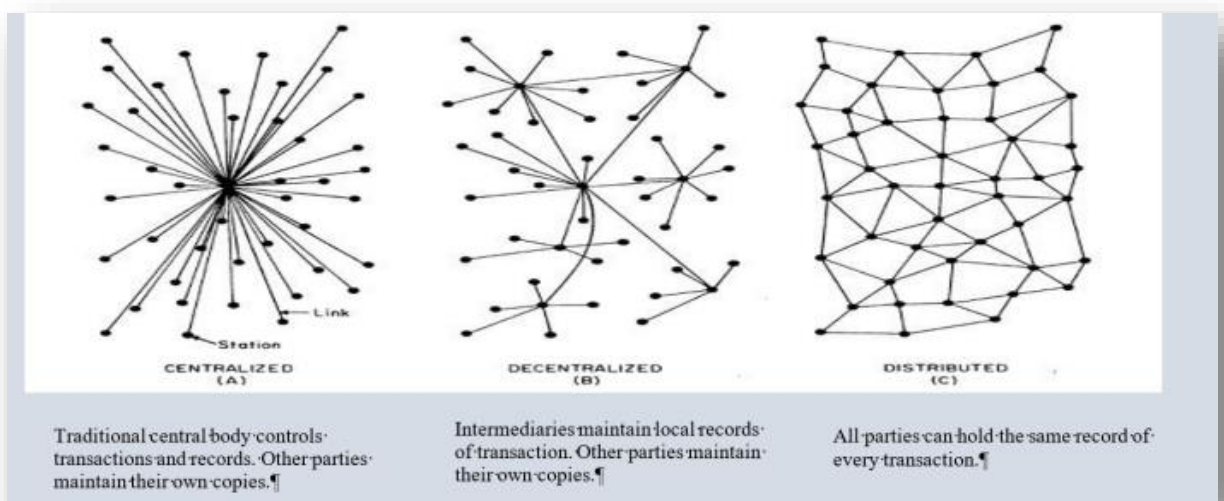 Link
Station
CENTRALIZED
(A)
DECENTRALIZED
(B)
DISTRIBUTED
(C)
Traditional·central·body·controls·
transactions·and·records.·Other·parties·
maintain·their·own·copies.¶
Intermediaries·maintain·local·records·
of·transaction.·Other·parties·maintain·
their·own·copies.¶
All·parties·can·hold·the·same·record·of·
every·transaction.¶